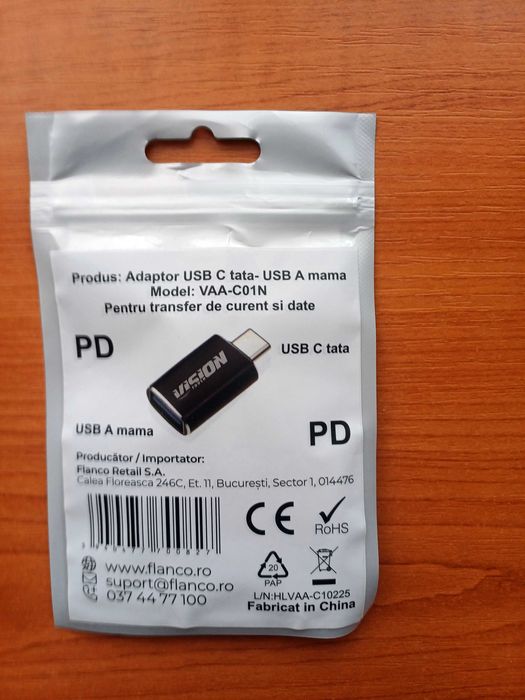 Produs: Adaptor USB C tata- USB A mama
Model: VAA-C01N
Pentru transfer de curent si date
PD
USB C tata
VISION
USB A mama
PD
Producător / Importator:
Flanco Retail S.A.
Calea Floreasca 246C, Et. 11, București, Sector 1, 014476
CE
RoHS
www.flanco.ro
suport@flanco.ro
037 44 77 100
20
PAP
L/N:HLVAA-C10225
Fabricat in China